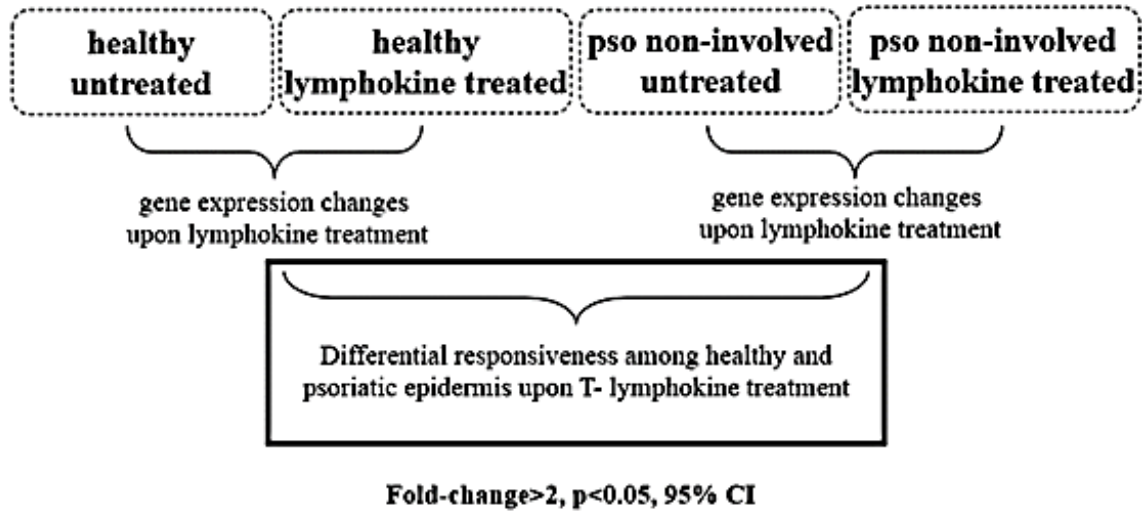 healthy
untreated
healthy
lymphokine treated
pso non-involved
untreated
pso non-involved
lymphokine treated
gene expression changes
upon lymphokine treatment
gene expression changes
upon lymphokine treatment
Differential responsiveness among healthy and
psoriatic epidermis upon T- lymphokine treatment
Fold-change>2, p<0.05, 95% CI